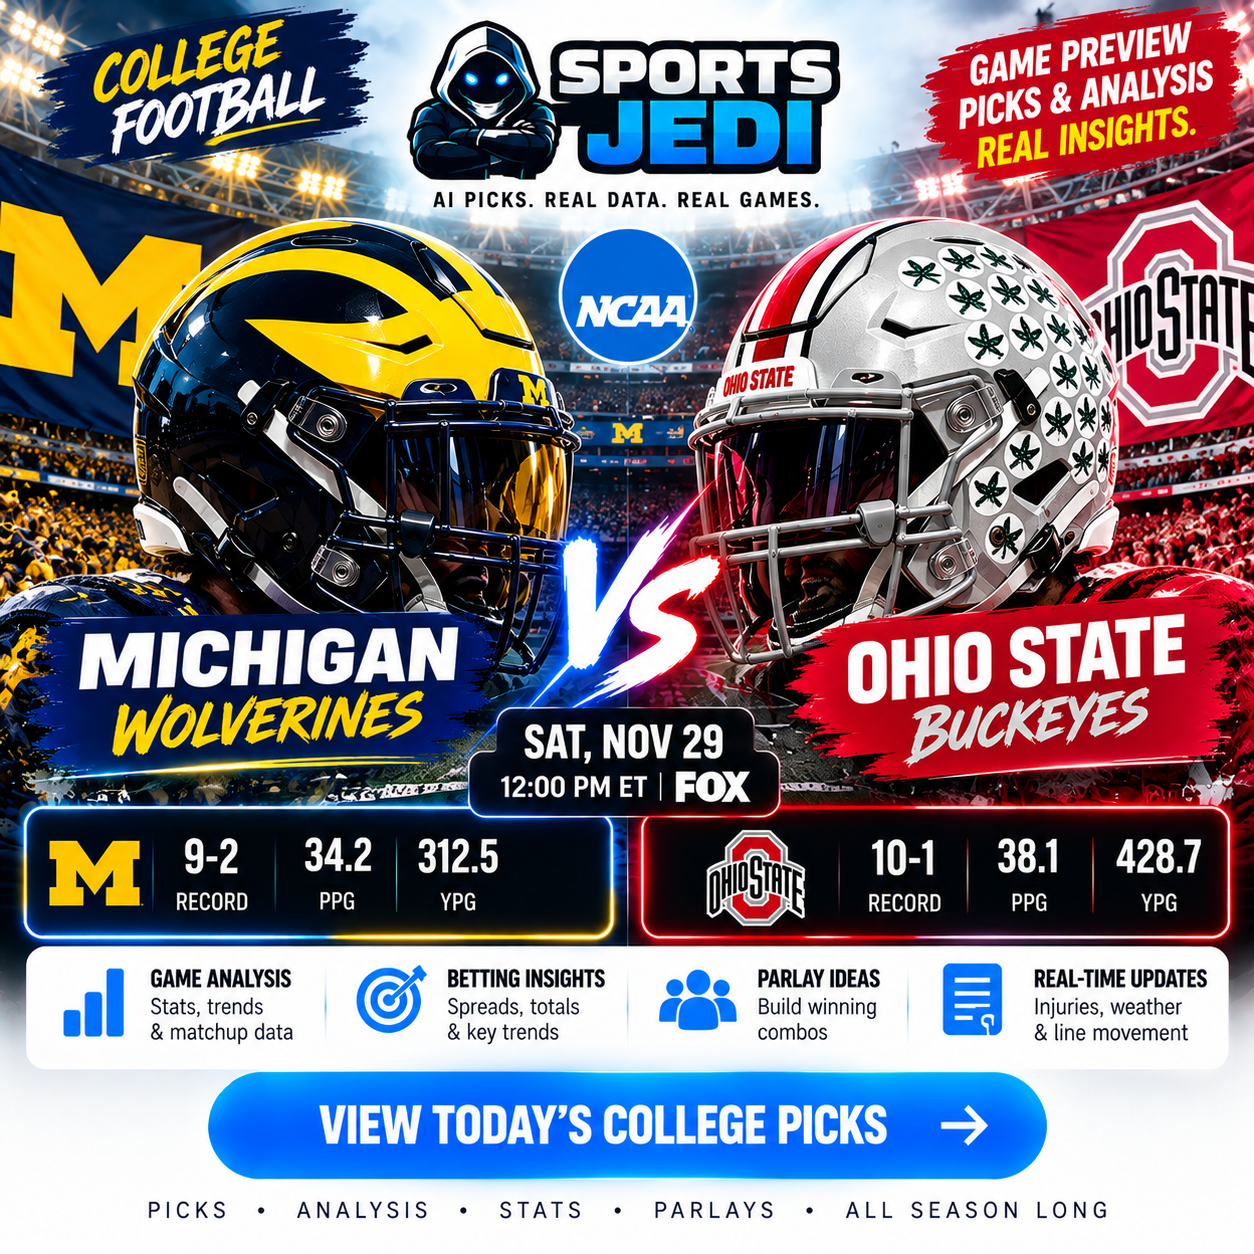 COLLEGE
FOOTBALL
SPORTS
JEDI
AI PICKS. REAL DATA. REAL GAMES.
GAME PREVIEW
PICKS & ANALYSIS
REAL INSIGHTS.
M
NCAA
OHIO STATE
M
OHIO STATE
M
VS
MICHIGAN
WOLVERINES
OHIO STATE
BUCKEYES
SAT, NOV 29
12:00 PM ET | FOX
M
9-2
RECORD
34.2
PPG
312.5
YPG
OHIO STATE
10-1
RECORD
38.1
PPG
428.7
YPG
GAME ANALYSIS
Stats, trends
& matchup data
BETTING INSIGHTS
Spreads, totals
& key trends
PARLAY IDEAS
Build winning
combos
REAL-TIME UPDATES
Injuries, weather
& line movement
VIEW TODAY'S COLLEGE PICKS →
PICKS • ANALYSIS • STATS • PARLAYS • ALL SEASON LONG